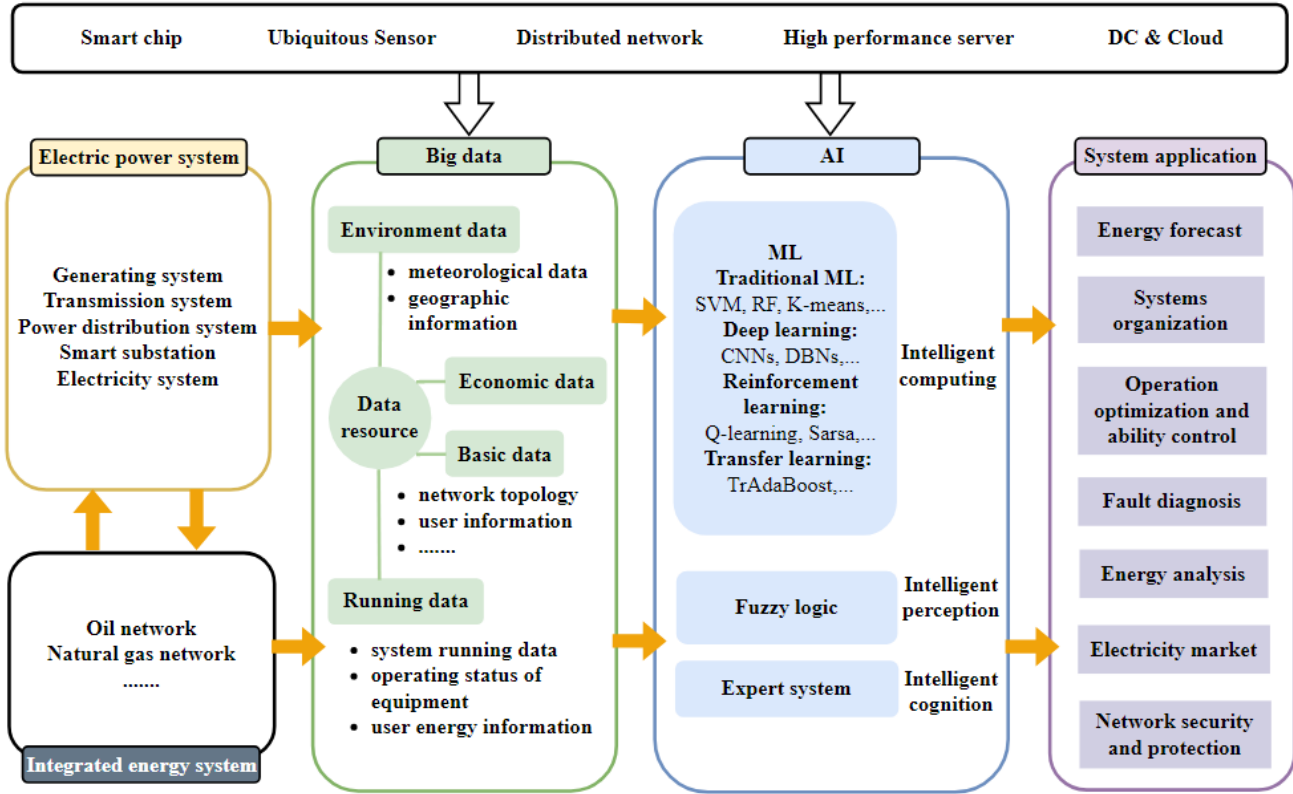 Smart chip Ubiquitous Sensor Distributed network High performance server DC & Cloud
Electric power system
Generating system
Transmission system
Power distribution system
Smart substation
Electricity system
Oil network
Natural gas network
.......
Integrated energy system
Big data
Environment data
• meteorological data
• geographic
information
Data
resource
Economic data
Basic data
• network topology
• user information
• .......
Running data
• system running data
• operating status of
equipment
• user energy information
AI
ML
Traditional ML:
SVM, RF, K-means,...
Deep learning:
CNNs, DBNs,...
Reinforcement
learning:
Q-learning, Sarsa,...
Transfer learning:
TrAdaBoost,...
Intelligent
computing
Fuzzy logic
Intelligent
perception
Expert system
Intelligent
cognition
System application
Energy forecast
Systems
organization
Operation
optimization and
ability control
Fault diagnosis
Energy analysis
Electricity market
Network security
and protection